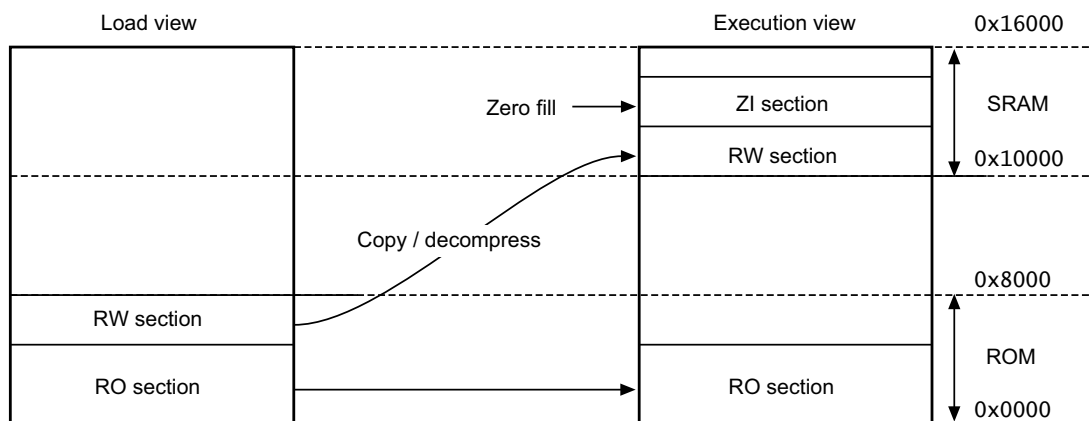 Load view
Execution view
0x16000
Zero fill
ZI section
SRAM
RW section
0x10000
Copy / decompress
0x8000
RW section
ROM
RO section
RO section
0x0000